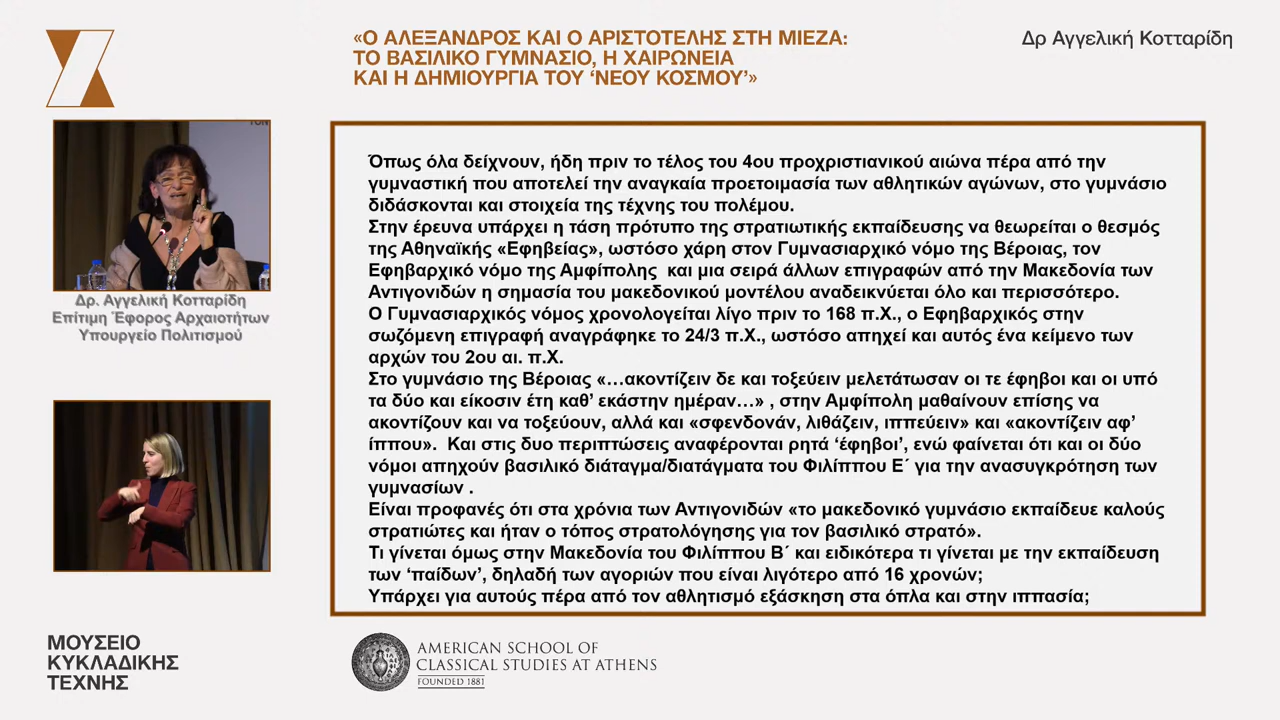 «Ο ΑΛΕΞΑΝΔΡΟΣ ΚΑΙ Ο ΑΡΙΣΤΟΤΕΛΗΣ ΣΤΗ ΜΙΕΖΑ:
ΤΟ ΒΑΣΙΛΙΚΟ ΓΥΜΝΑΣΙΟ, Η ΧΑΙΡΩΝΕΙΑ
ΚΑΙ Η ΔΗΜΙΟΥΡΓΙΑ ΤΟΥ ‘ΝΕΟΥ ΚΟΣΜΟΥ’»
Δρ Αγγελική Κοτταρίδη
Δρ. Αγγελική Κοτταρίδη
Επίτιμη Έφορος Αρχαιοτήτων
Υπουργείο Πολιτισμού
Όπως όλα δείχνουν, ήδη πριν το τέλος του 4ου προχριστιανικού αιώνα πέρα από την
γυμναστική που αποτελεί την αναγκαία προετοιμασία των αθλητικών αγώνων, στο γυμνάσιο
διδάσκονται και στοιχεία της τέχνης του πολέμου.
Στην έρευνα υπάρχει η τάση πρότυπο της στρατιωτικής εκπαίδευσης να θεωρείται ο θεσμός
της Αθηναϊκής «Εφηβείας», ωστόσο χάρη στον Γυμνασιαρχικό νόμο της Βέροιας, τον
Εφηβαρχικό νόμο της Αμφίπολης και μια σειρά άλλων επιγραφών από την Μακεδονία των
Αντιγονιδών η σημασία του μακεδονικού μοντέλου αναδεικνύεται όλο και περισσότερο.
Ο Γυμνασιαρχικός νόμος χρονολογείται λίγο πριν το 168 π.Χ., ο Εφηβαρχικός στην
σωζόμενη επιγραφή αναγράφηκε το 24/3 π.Χ., ωστόσο απηχεί και αυτός ένα κείμενο των
αρχών του 2ου αι. π.Χ.
Στο γυμνάσιο της Βέροιας «…ακοντίζειν δε και τοξεύειν μελετάτωσαν οι τε έφηβοι και οι υπό
τα δύο και είκοσιν έτη καθ’ εκάστην ημέραν…» , στην Αμφίπολη μαθαίνουν επίσης να
ακοντίζουν και να τοξεύουν, αλλά και «σφενδονάν, λιθάζειν, ιππεύειν» και «ακοντίζειν αφ’
ίππου». Και στις δυο περιπτώσεις αναφέρονται ρητά ‘έφηβοι’, ενώ φαίνεται ότι και οι δύο
νόμοι απηχούν βασιλικό διάταγμα/διατάγματα του Φιλίππου Ε΄ για την ανασυγκρότηση των
γυμνασίων .
Είναι προφανές ότι στα χρόνια των Αντιγονιδών «το μακεδονικό γυμνάσιο εκπαίδευε καλούς
στρατιώτες και ήταν ο τόπος στρατολόγησης για τον βασιλικό στρατό».
Τι γίνεται όμως στην Μακεδονία του Φιλίππου Β΄ και ειδικότερα τι γίνεται με την εκπαίδευση
των ‘παίδων’, δηλαδή των αγοριών που είναι λιγότερο από 16 χρονών;
Υπάρχει για αυτούς πέρα από τον αθλητισμό εξάσκηση στα όπλα και στην ιππασία;
ΜΟΥΣΕΙΟ
ΚΥΚΛΑΔΙΚΗΣ
ΤΕΧΝΗΣ
AMERICAN SCHOOL OF
CLASSICAL STUDIES AT ATHENS
FOUNDED 1881